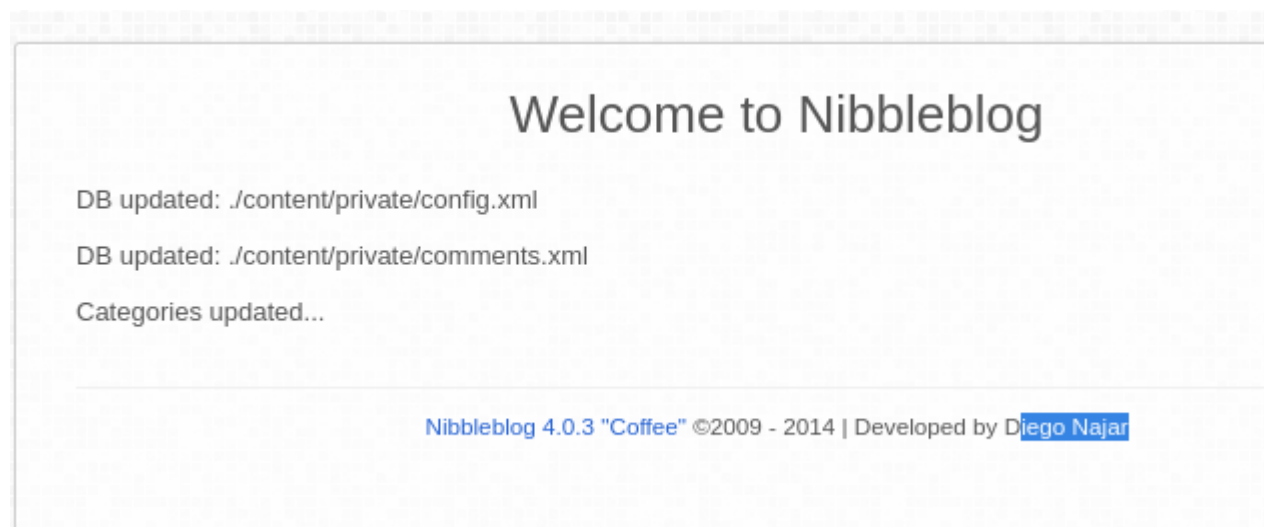 Welcome to Nibbleblog
DB updated: ./content/private/config.xml
DB updated: ./content/private/comments.xml
Categories updated...
Nibbleblog 4.0.3 "Coffee" ©2009 - 2014 | Developed by Diego Najar